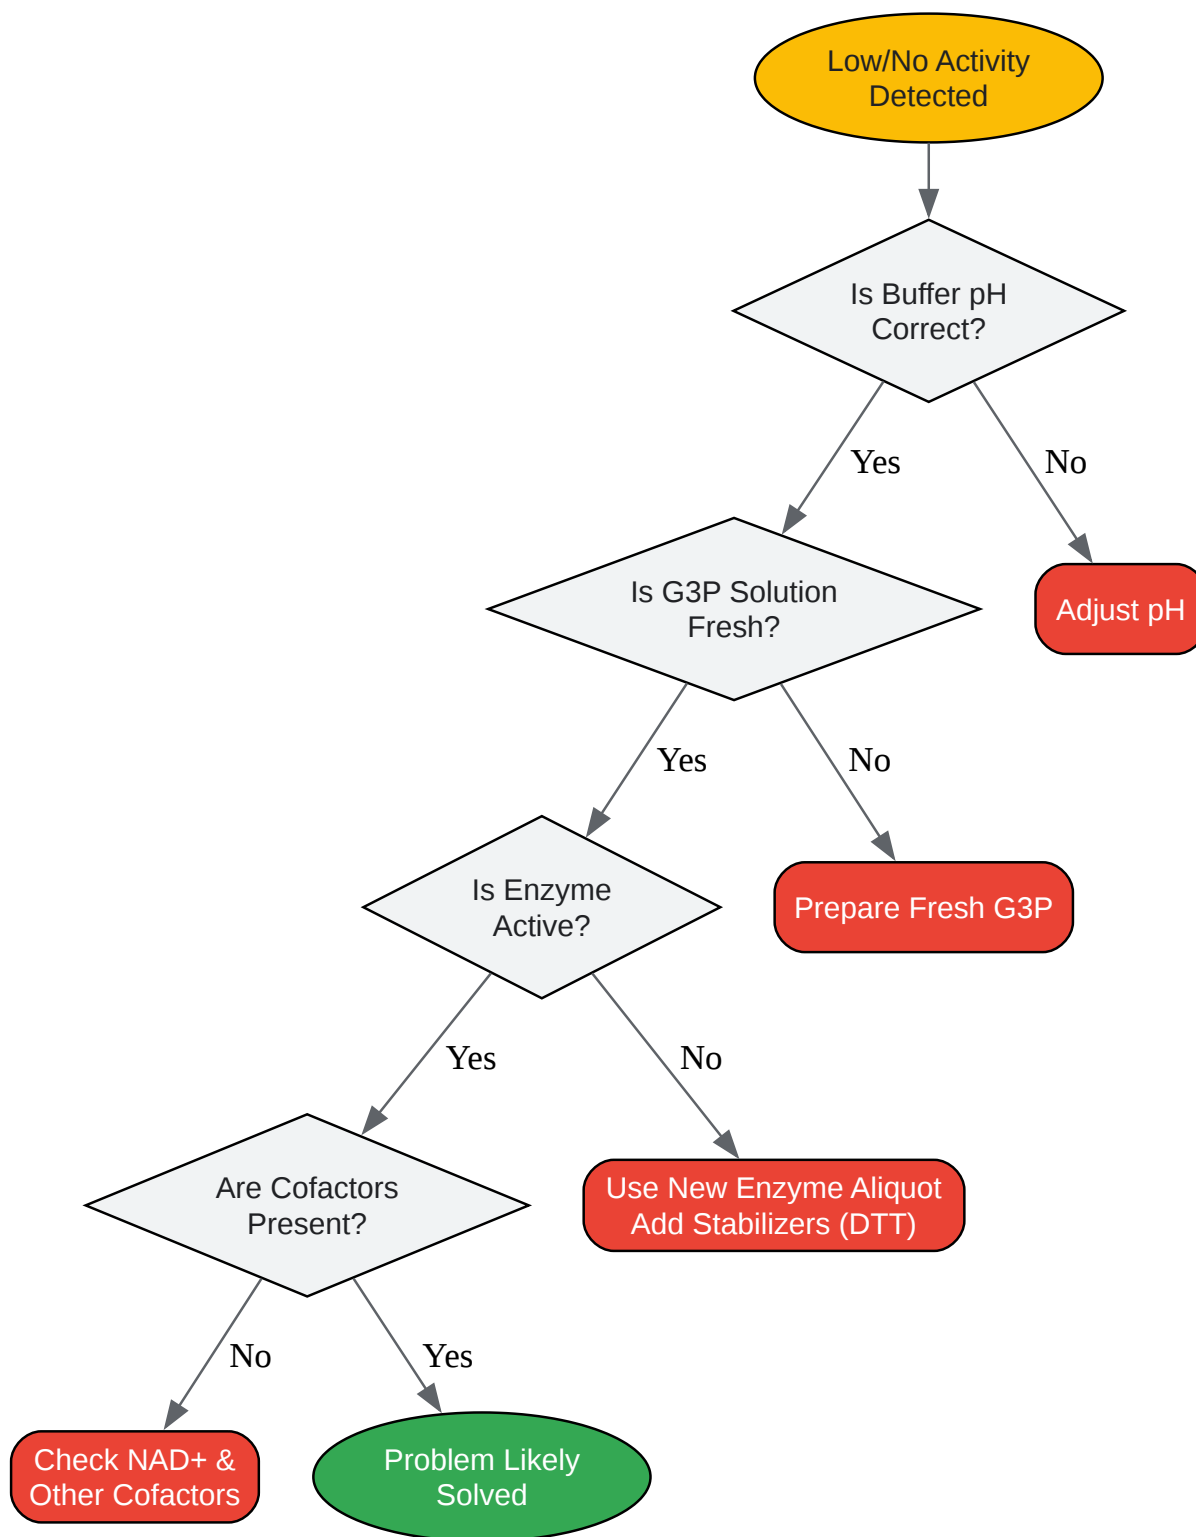 Low/No Activity
Detected
Is Buffer pH
Correct?
Yes
No
Is G3P Solution
Fresh?
Adjust pH
Yes
No
Is Enzyme
Active?
Prepare Fresh G3P
Yes
No
Are Cofactors
Present?
Use New Enzyme Aliquot
Add Stabilizers (DTT)
No
Yes
Check NAD+ &
Other Cofactors
Problem Likely
Solved